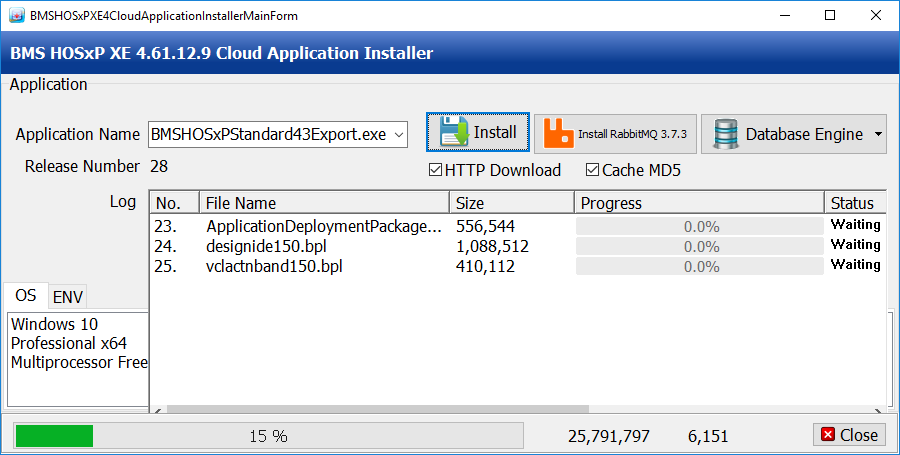 BMSHOSxPXE4CloudApplicationInstallerMainForm
BMS HOSxP XE 4.61.12.9 Cloud Application Installer
Application
Application Name BMSHOSxPStandard43Export.exe Install Install RabbitMQ 3.7.3 Database Engine
Release Number 28 HTTP Download Cache MD5
Log No. File Name Size Progress Status
23. ApplicationDeploymentPackage... 556,544 0.0% Waiting
24. designide150.bpl 1,088,512 0.0% Waiting
25. vclactnband150.bpl 410,112 0.0% Waiting
OS ENV
Windows 10
Professional x64
Multiprocessor Free
15 % 25,791,797 6,151 Close